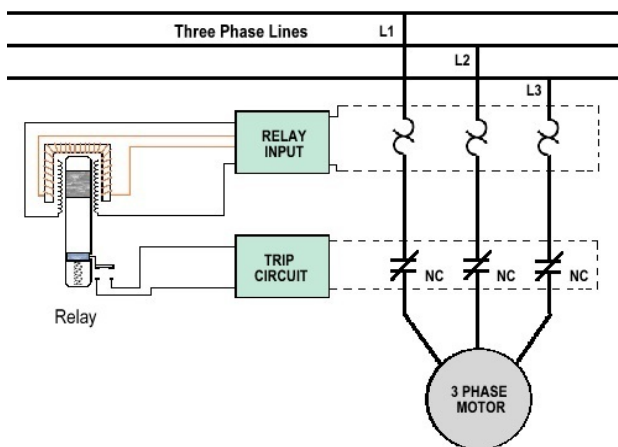 Three Phase Lines
L1
L2
L3
RELAY
INPUT
TRIP
CIRCUIT
NC
NC
NC
Relay
3 PHASE
MOTOR